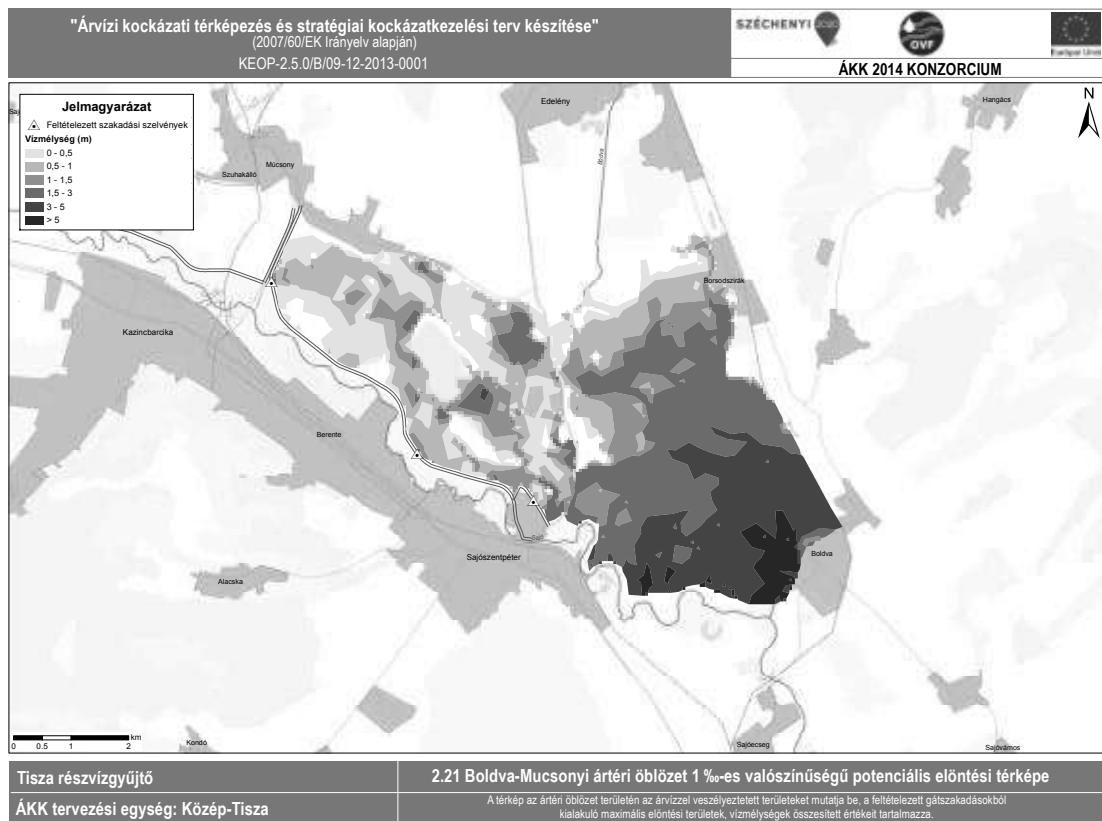 "Árvízi kockázati térképezés és stratégiai kockázatkezelési terv készítése"
(2007/60/EK Irányelv alapján)
KEOP-2.5.0/B/09-12-2013-0001
SZÉCHENYI 2020
OVF
Európai Unió
ÁKK 2014 KONZORCIUM
Jelmagyarázat
Feltételezett szakadási szelvények
Vízmélység (m)
0 - 0,5
0,5 - 1
1 - 1,5
1,5 - 3
3 - 5
> 5
N
Edelény
Hangács
Múcsony
Szuhakálló
Bódva
Borsodszirák
Kazincbarcika
Berente
Sajó
Sajószentpéter
Boldva
Alacska
Kondó
Sajóecseg
Sajóvámos
0 0.5 1 2 km
Tisza részvízgyűjtő
ÁKK tervezési egység: Közép-Tisza
2.21 Boldva-Mucsonyi ártéri öblözet 1 ‰-es valószínűségű potenciális elöntési térképe
A térkép az ártéri öblözet területén az árvízzel veszélyeztetett területeket mutatja be, a feltételezett gátszakadásokból
kialakuló maximális elöntési területek, vízmélységek összesített értékeit tartalmazza.